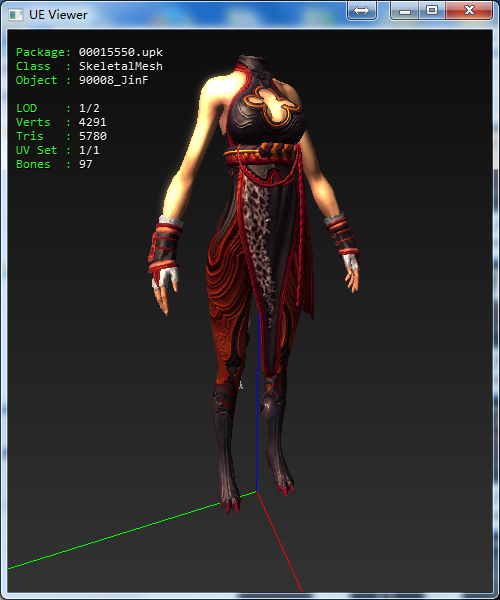 UE Viewer
Package: 00015550.upk
Class : SkeletalMesh
Object : 90008_JinF
LOD : 1/2
Verts : 4291
Tris : 5780
UV Set : 1/1
Bones : 97